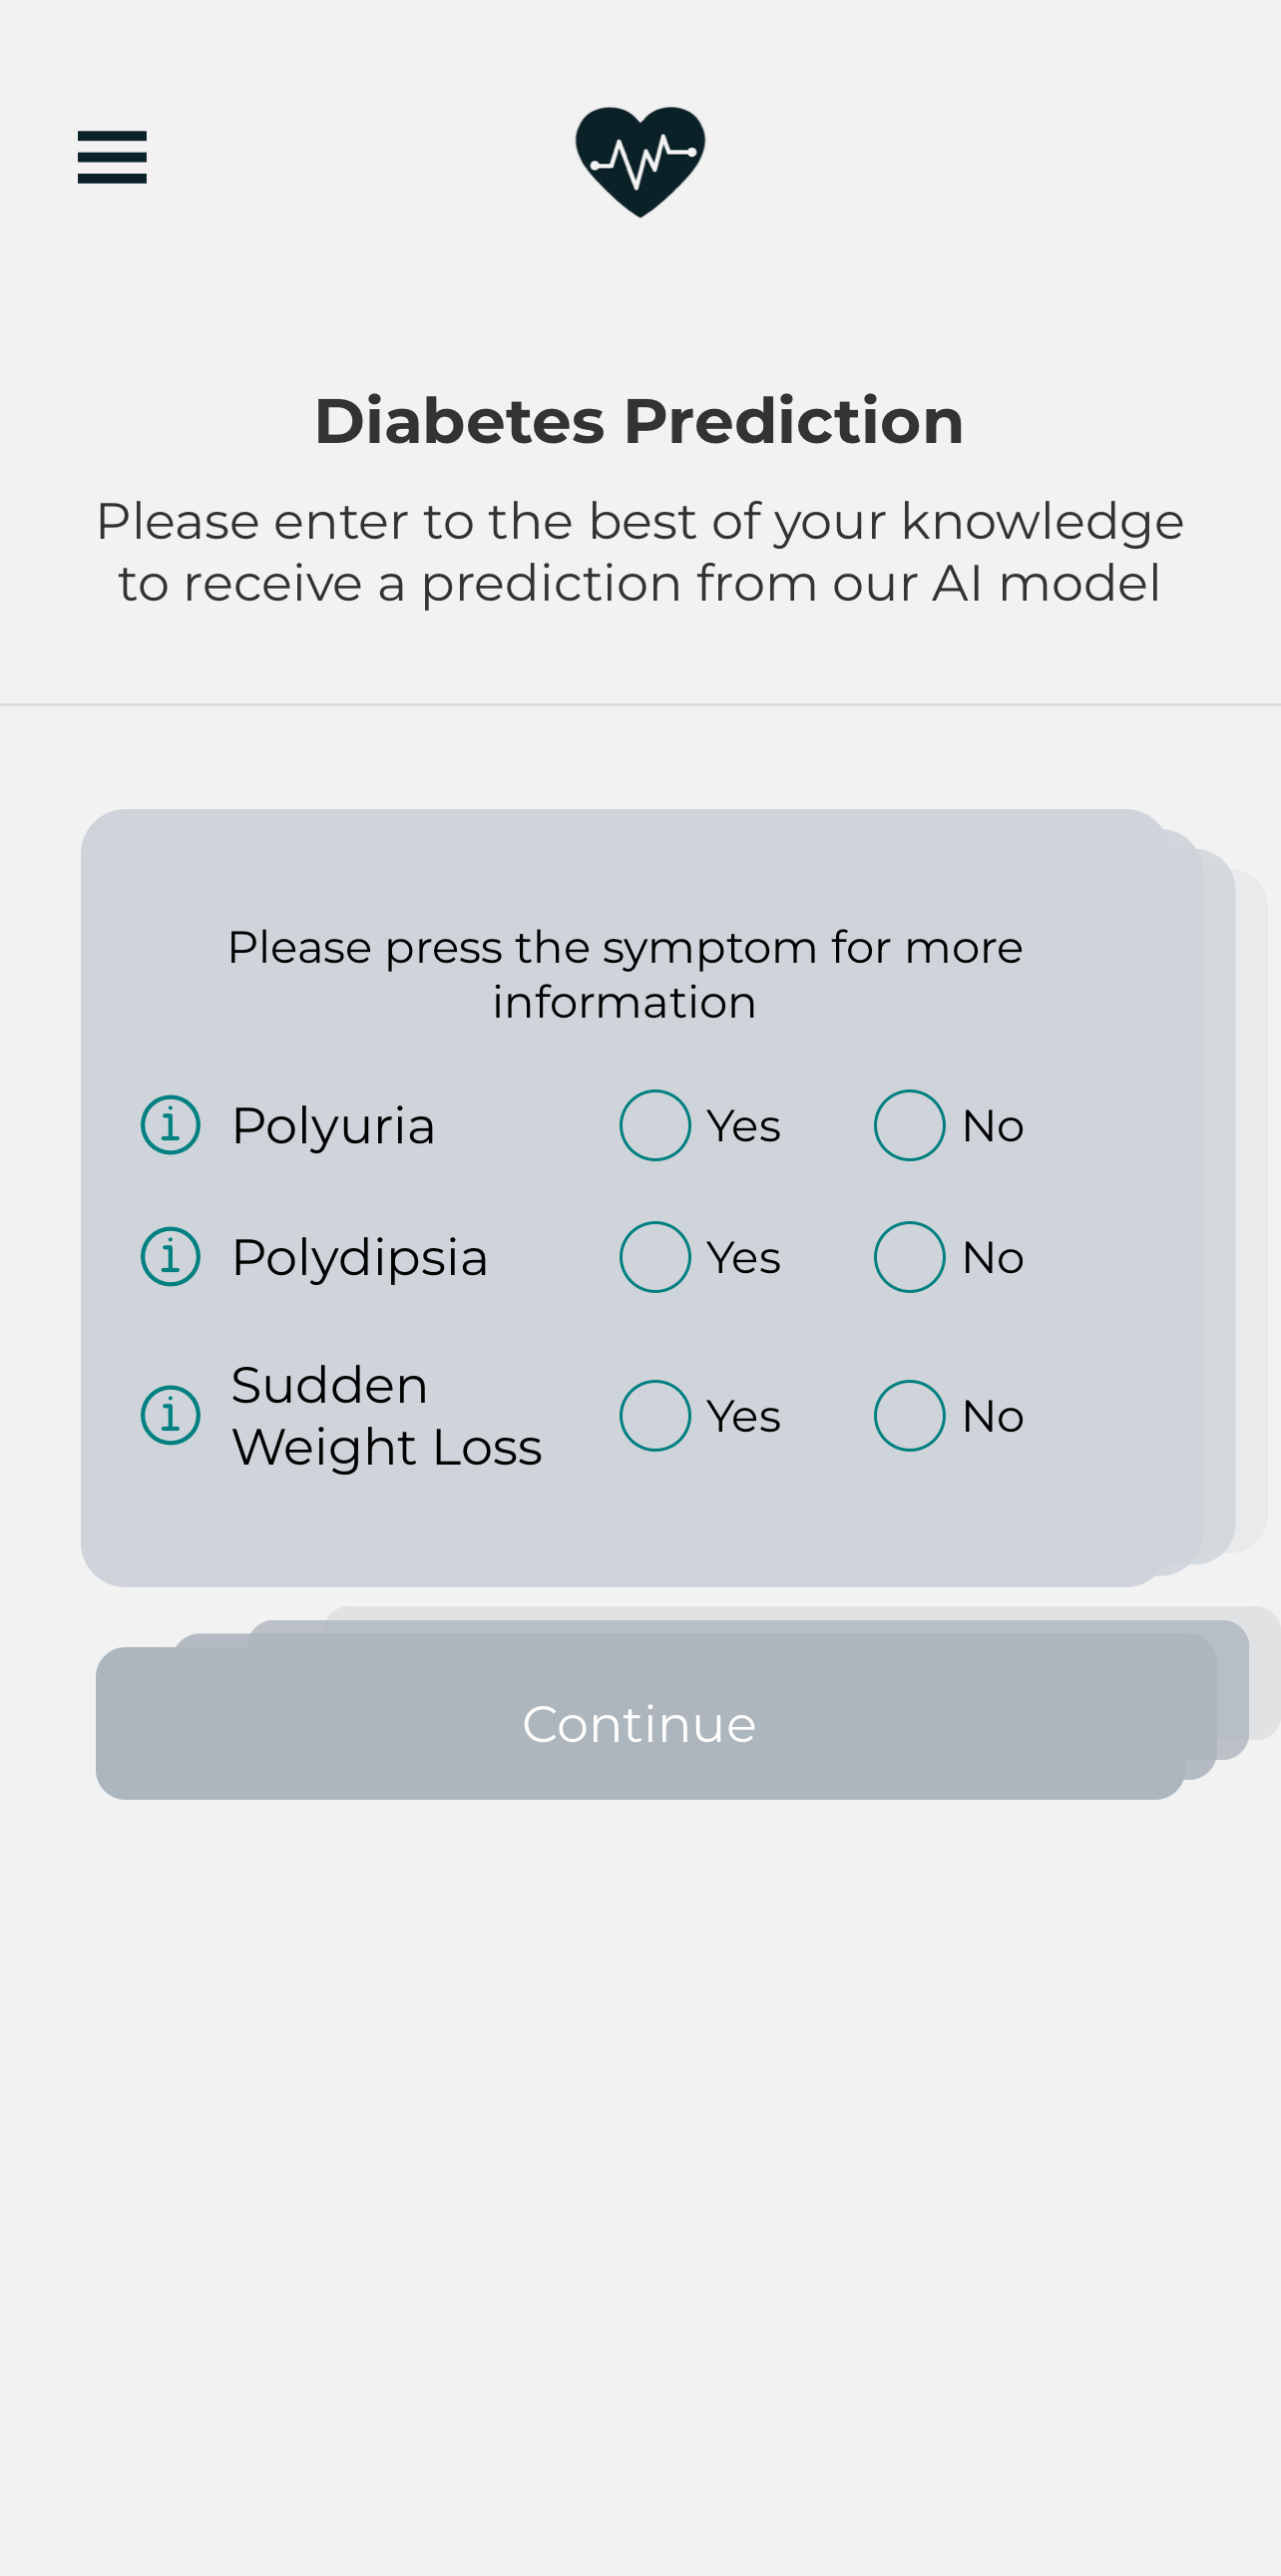 Diabetes Prediction
Please enter to the best of your knowledge
to receive a prediction from our AI model
Please press the symptom for more
information
Polyuria Yes No
Polydipsia Yes No
Sudden
Weight Loss Yes No
Continue